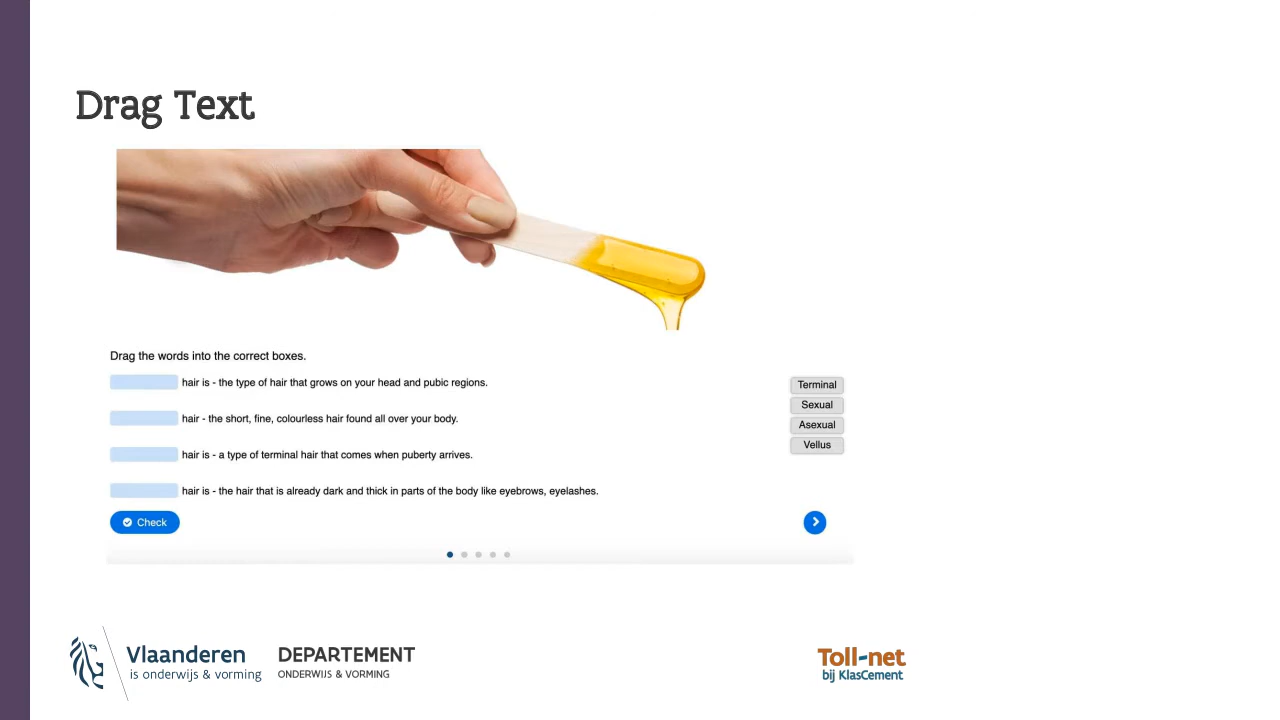 Drag Text
Drag the words into the correct boxes.
hair is - the type of hair that grows on your head and pubic regions.
hair - the short, fine, colourless hair found all over your body.
hair is - a type of terminal hair that comes when puberty arrives.
hair is - the hair that is already dark and thick in parts of the body like eyebrows, eyelashes.
Terminal
Sexual
Asexual
Vellus
Check
Vlaanderen
is onderwijs & vorming
DEPARTEMENT
ONDERWIJS & VORMING
Toll-net
bij KlasCement